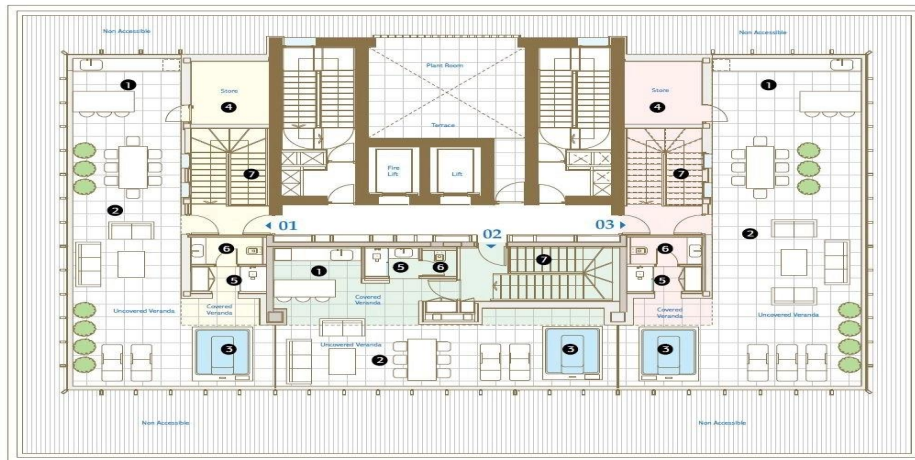 Non Accessible
Non Accessible
Plant Room
1
1
Store
Store
4
4
Terrace
Fire
Lift
Lift
7
7
2
2
01
02
03
6
6
6
1
5
7
5
5
Covered
Veranda
Covered
Veranda
Covered
Veranda
Uncovered Veranda
Uncovered Veranda
Uncovered Veranda
3
2
3
3
Non Accessible
Non Accessible